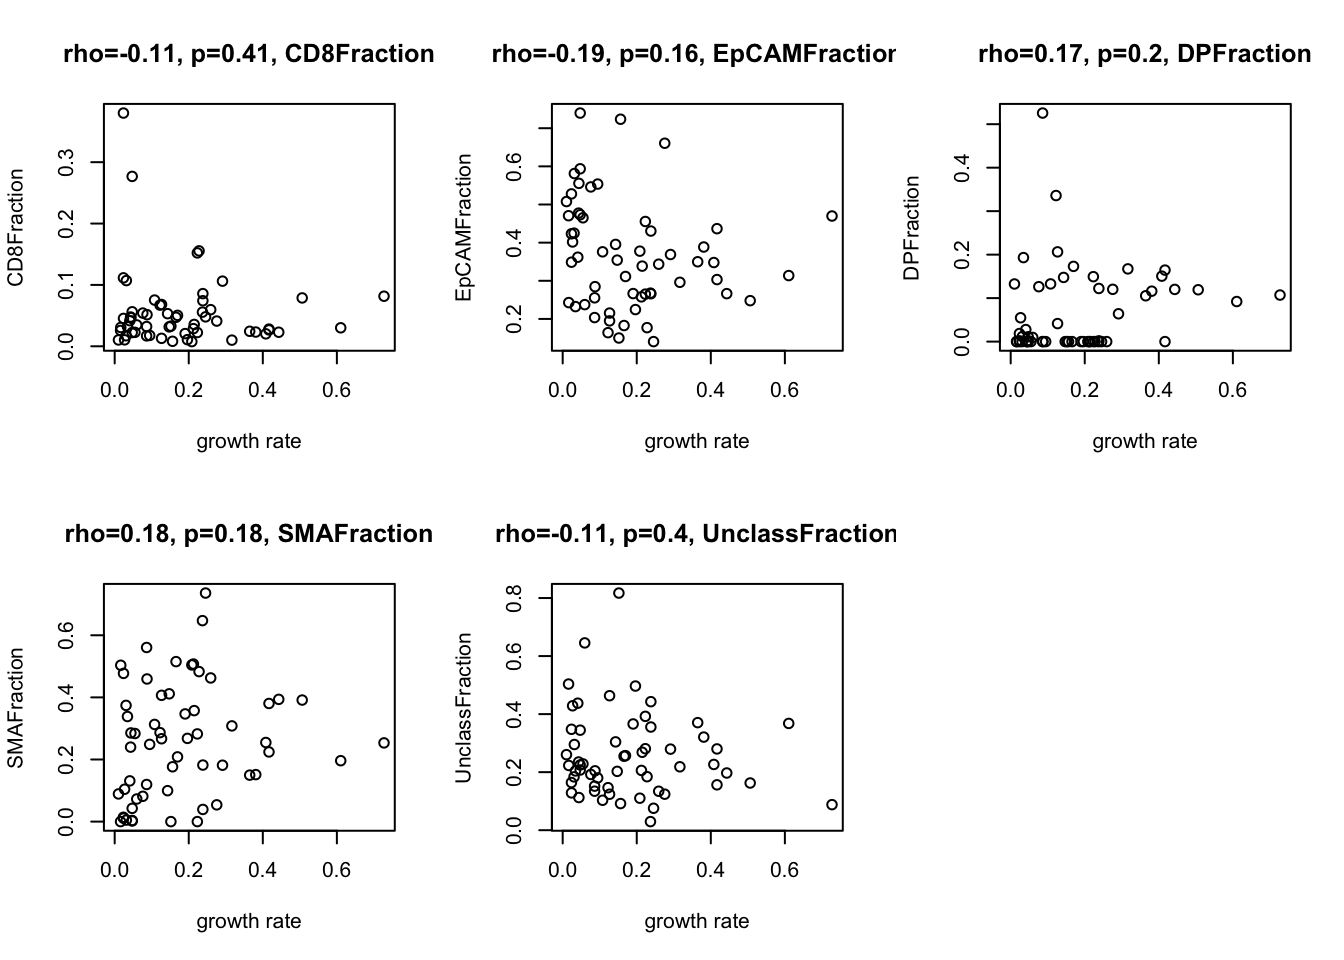 rho=-0.11, p=0.41, CD8Fraction
CD8Fraction
0.0 0.1 0.2 0.3
0.0 0.2 0.4 0.6
growth rate
rho=-0.19, p=0.16, EpCAMFraction
EpCAMFraction
0.2 0.4 0.6
0.0 0.2 0.4 0.6
growth rate
rho=0.17, p=0.2, DPFraction
DPFraction
0.0 0.2 0.4
0.0 0.2 0.4 0.6
growth rate
rho=0.18, p=0.18, SMAFraction
SMAFraction
0.0 0.2 0.4 0.6
0.0 0.2 0.4 0.6
growth rate
rho=-0.11, p=0.4, UnclassFraction
UnclassFraction
0.0 0.2 0.4 0.6 0.8
0.0 0.2 0.4 0.6
growth rate